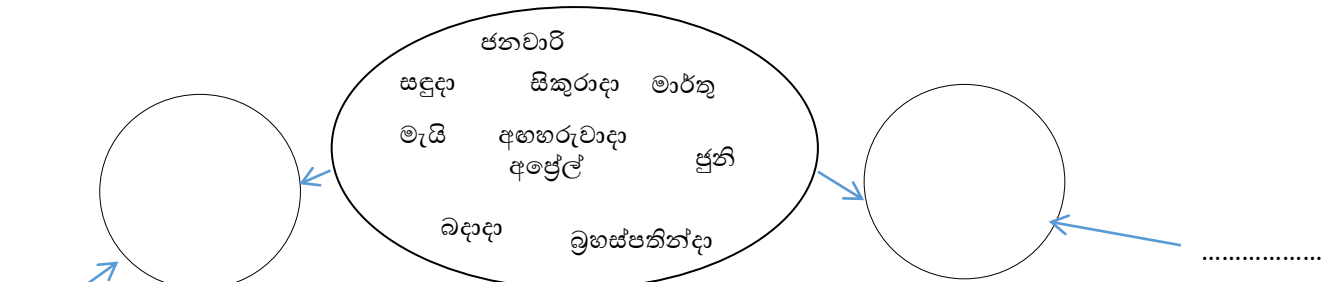 ජනවාරි
සඳුදා සිකුරාදා මාර්තු
මැයි අඟහරුවාදා
අප්‍රේල් ජුනි
බදාදා බ්‍රහස්පතින්දා
...................